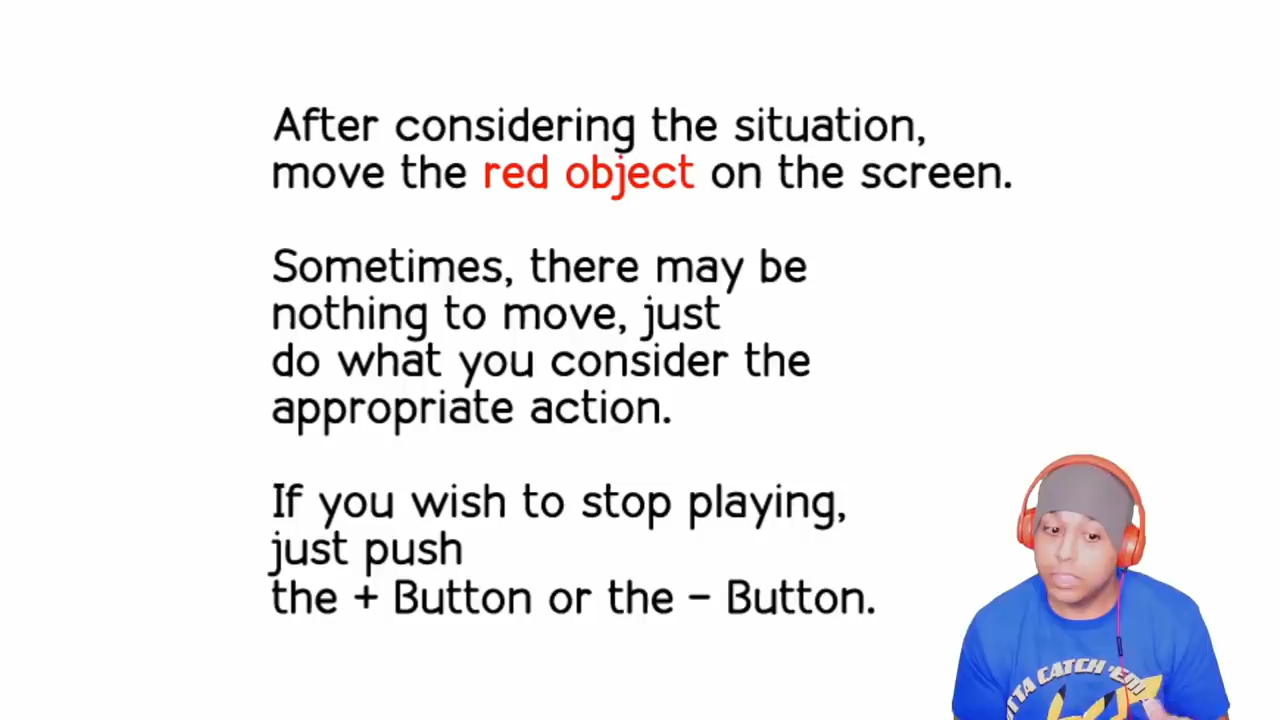 After considering the situation,
move the red object on the screen.
Sometimes, there may be
nothing to move, just
do what you consider the
appropriate action.
If you wish to stop playing,
just push
the + Button or the - Button.
CATCH 'EM